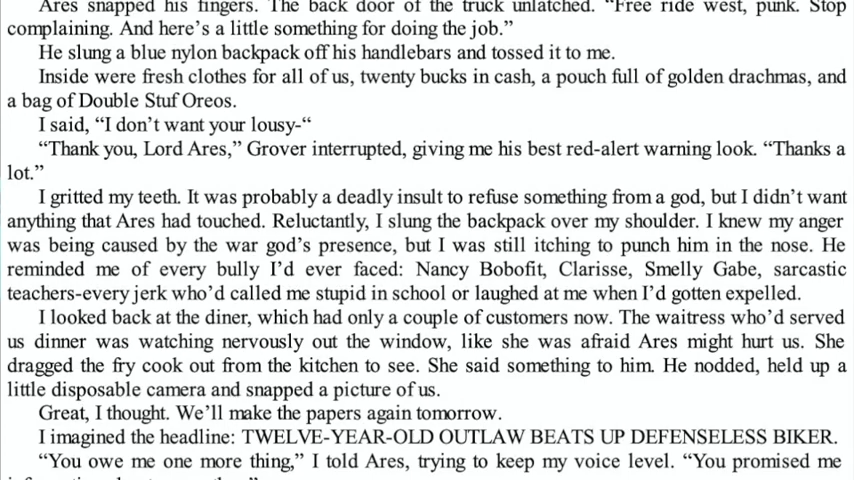 Ares snapped his fingers. The back door of the truck unlatched. “Free ride west, punk. Stop
complaining. And here’s a little something for doing the job.”
He slung a blue nylon backpack off his handlebars and tossed it to me.
Inside were fresh clothes for all of us, twenty bucks in cash, a pouch full of golden drachmas, and
a bag of Double Stuf Oreos.
I said, “I don’t want your lousy-“
“Thank you, Lord Ares,” Grover interrupted, giving me his best red-alert warning look. “Thanks a
lot.”
I gritted my teeth. It was probably a deadly insult to refuse something from a god, but I didn’t want
anything that Ares had touched. Reluctantly, I slung the backpack over my shoulder. I knew my anger
was being caused by the war god’s presence, but I was still itching to punch him in the nose. He
reminded me of every bully I’d ever faced: Nancy Bobofit, Clarisse, Smelly Gabe, sarcastic
teachers-every jerk who’d called me stupid in school or laughed at me when I’d gotten expelled.
I looked back at the diner, which had only a couple of customers now. The waitress who’d served
us dinner was watching nervously out the window, like she was afraid Ares might hurt us. She
dragged the fry cook out from the kitchen to see. She said something to him. He nodded, held up a
little disposable camera and snapped a picture of us.
Great, I thought. We’ll make the papers again tomorrow.
I imagined the headline: TWELVE-YEAR-OLD OUTLAW BEATS UP DEFENSELESS BIKER.
“You owe me one more thing,” I told Ares, trying to keep my voice level. “You promised me